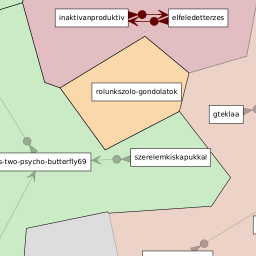 inaktivanproduktiv
elfeledetterzes
rolunkszolo-gondolatok
gteklaa
szerelemkiskapukkal
s-two-psycho-butterfly69